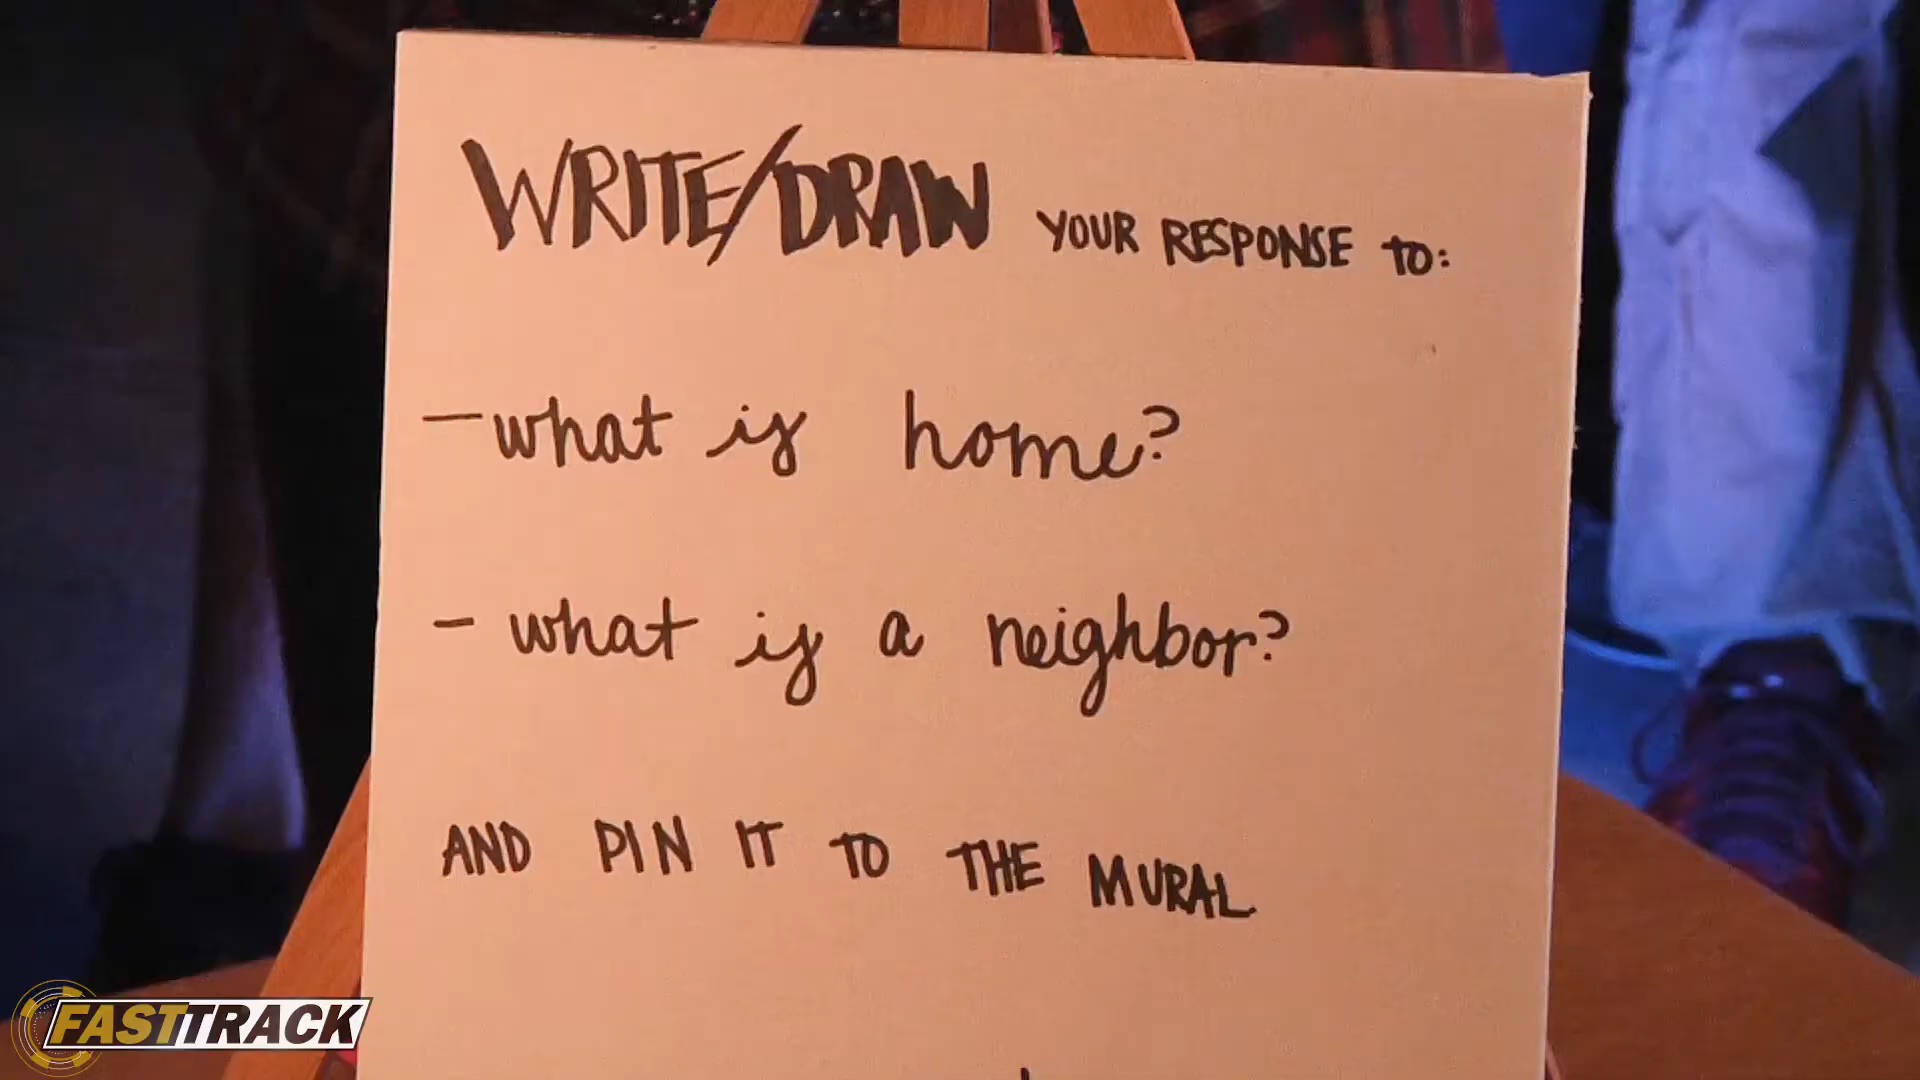 WRITE/DRAW YOUR RESPONSE TO:
- what is home?
- what is a neighbor?
AND PIN IT TO THE MURAL
FASTTRACK